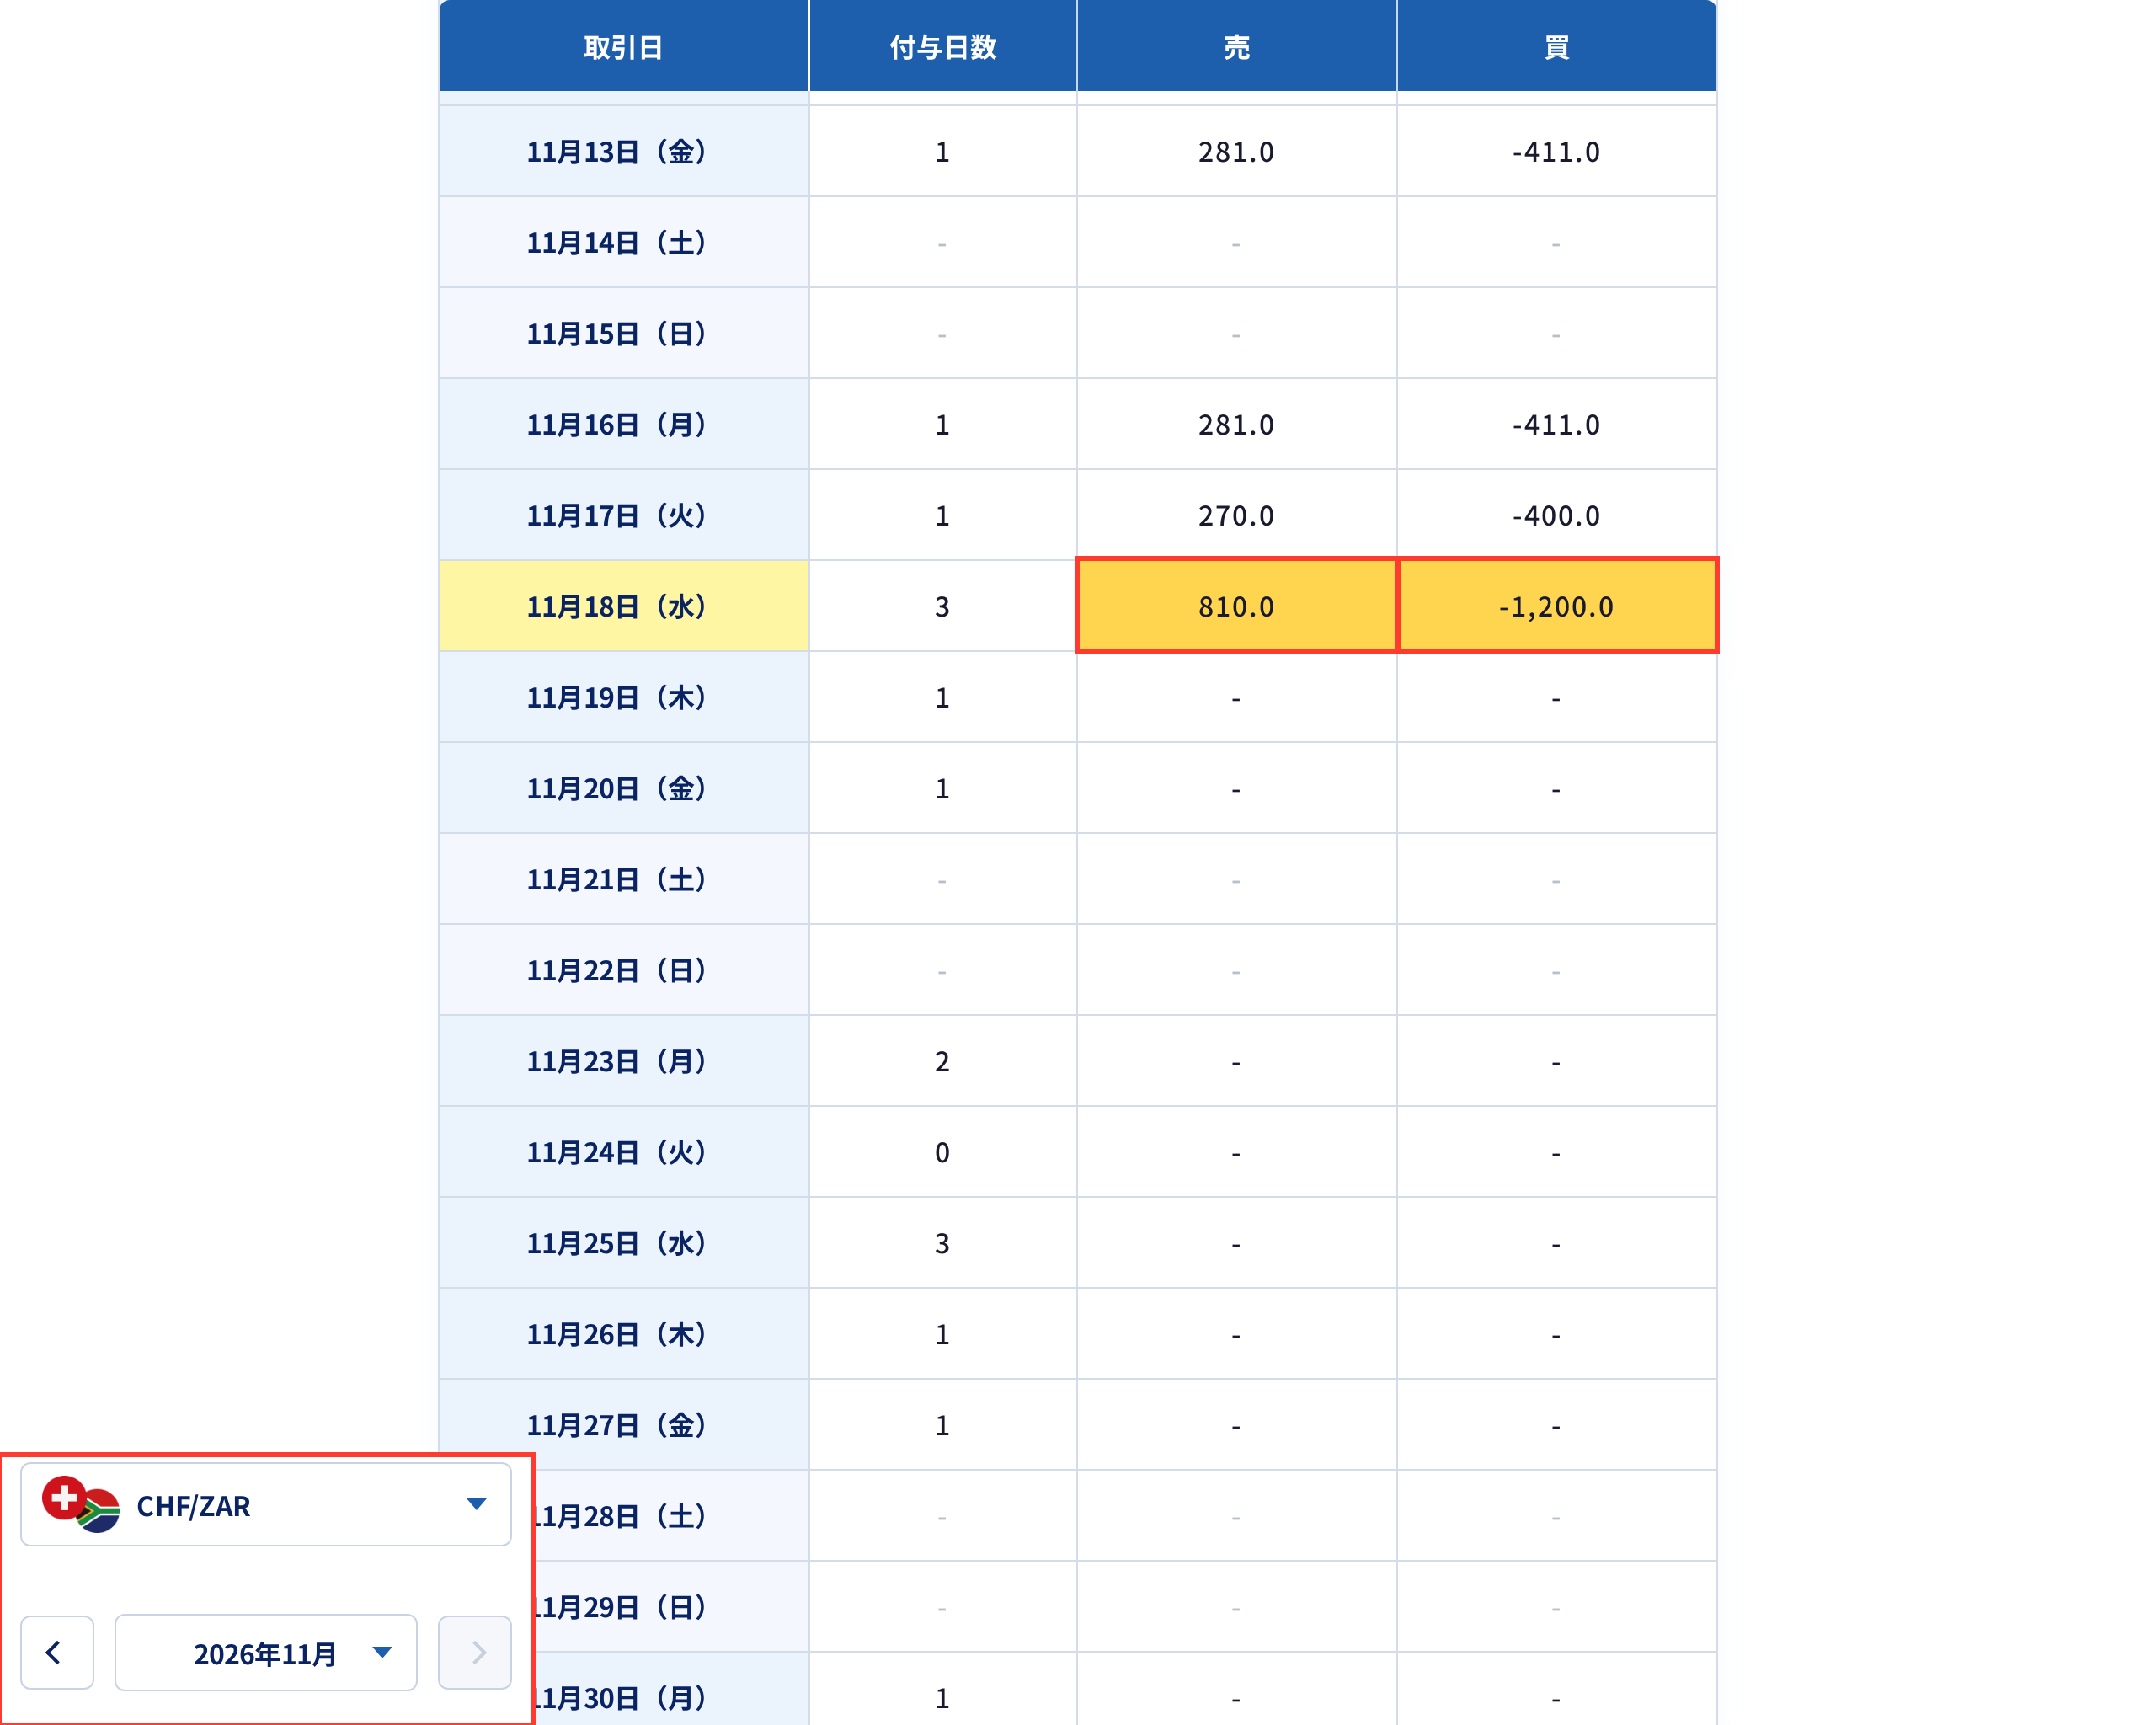 取引日 付与日数 売 買
11月13日（金） 1 281.0 -411.0
11月14日（土） - - -
11月15日（日） - - -
11月16日（月） 1 281.0 -411.0
11月17日（火） 1 270.0 -400.0
11月18日（水） 3 810.0 -1,200.0
11月19日（木） 1 - -
11月20日（金） 1 - -
11月21日（土） - - -
11月22日（日） - - -
11月23日（月） 2 - -
11月24日（火） 0 - -
11月25日（水） 3 - -
11月26日（木） 1 - -
11月27日（金） 1 - -
11月28日（土） - - -
11月29日（日） - - -
11月30日（月） 1 - -
CHF/ZAR
2026年11月